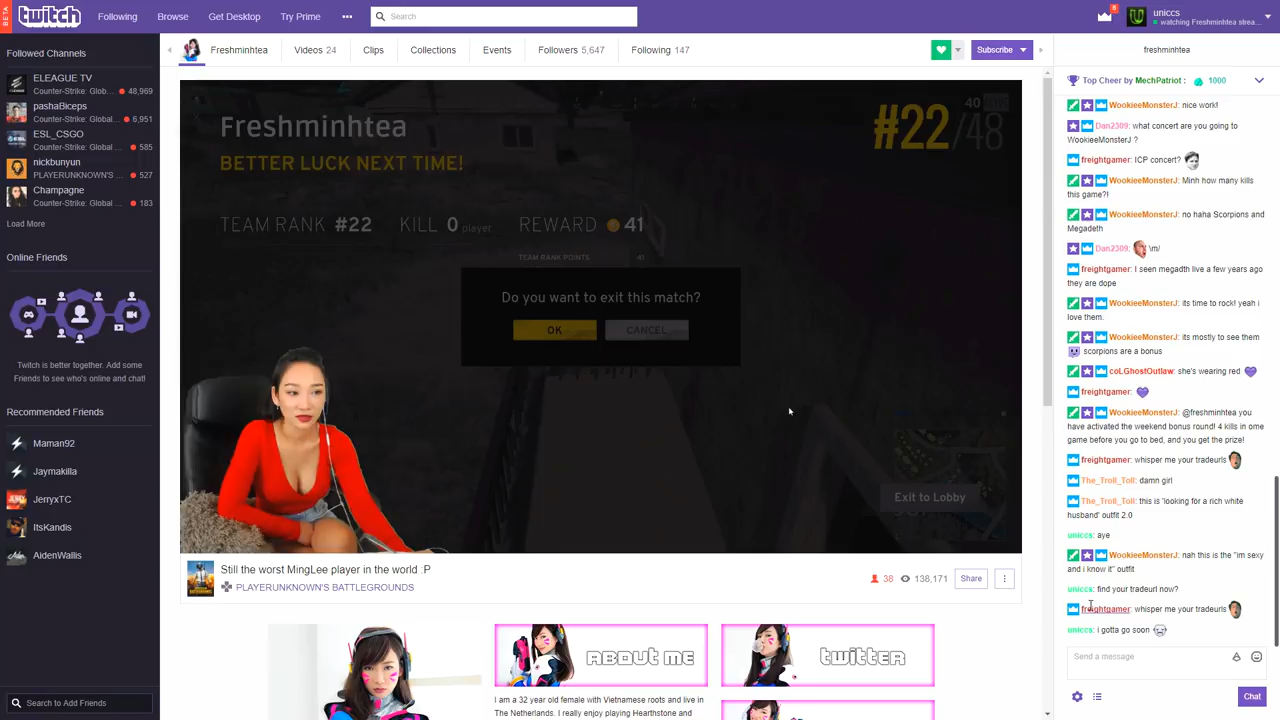 BETA
twitch
Following
Browse
Get Desktop
Try Prime
Search
6
uniccs
watching Freshminhtea strea...
Followed Channels
ELEAGUE TV
Counter-Strike: Glob... 48,969
pashaBiceps
Counter-Strike: Global ... 6,951
ESL_CSGO
Counter-Strike: Global ... 585
nickbunyun
PLAYERUNKNOWN'S ... 527
Champagne
Counter-Strike: Global ... 183
Load More
Online Friends
Twitch is better together. Add some
Friends to see who's online and chat!
Recommended Friends
Maman92
Jaymakilla
JerryxTC
ItsKandis
AidenWallis
Search to Add Friends
Freshminhtea
Videos 24
Clips
Collections
Events
Followers 5,647
Following 147
Subscribe
Freshminhtea
BETTER LUCK NEXT TIME!
40
#22/48
TEAM RANK #22 KILL 0 player REWARD 41
TEAM RANK POINTS 41
Do you want to exit this match?
OK
CANCEL
Exit to Lobby
Still the worst MingLee player in the world :P
PLAYERUNKNOWN'S BATTLEGROUNDS
38
138,171
Share
ABOUT ME
TWITTER
I am a 32 year old female with Vietnamese roots and live in
The Netherlands. I really enjoy playing Hearthstone and
freshminhtea
Top Cheer by MechPatriot : 1000
WookieeMonsterJ: nice work!
Dan2309: what concert are you going to
WookieeMonsterJ ?
freightgamer: ICP concert?
WookieeMonsterJ: Minh how many kills
this game?!
WookieeMonsterJ: no haha Scorpions and
Megadeth
Dan2309: \m/
freightgamer: I seen megadth live a few years ago
they are dope
WookieeMonsterJ: its time to rock! yeah i
love them.
WookieeMonsterJ: its mostly to see them
scorpions are a bonus
coLGhostOutlaw: she's wearing red
freightgamer:
WookieeMonsterJ: @freshminhtea you
have activated the weekend bonus round! 4 kills in ome
game before you go to bed, and you get the prize!
freightgamer: whisper me your tradeurls
The_Troll_Toll: damn girl
The_Troll_Toll: this is 'looking for a rich white
husband' outfit 2.0
uniccs: aye
WookieeMonsterJ: nah this is the "im sexy
and i know it" outfit
uniccs: find your tradeurl now?
freightgamer: whisper me your tradeurls
uniccs: i gotta go soon
Send a message
Chat